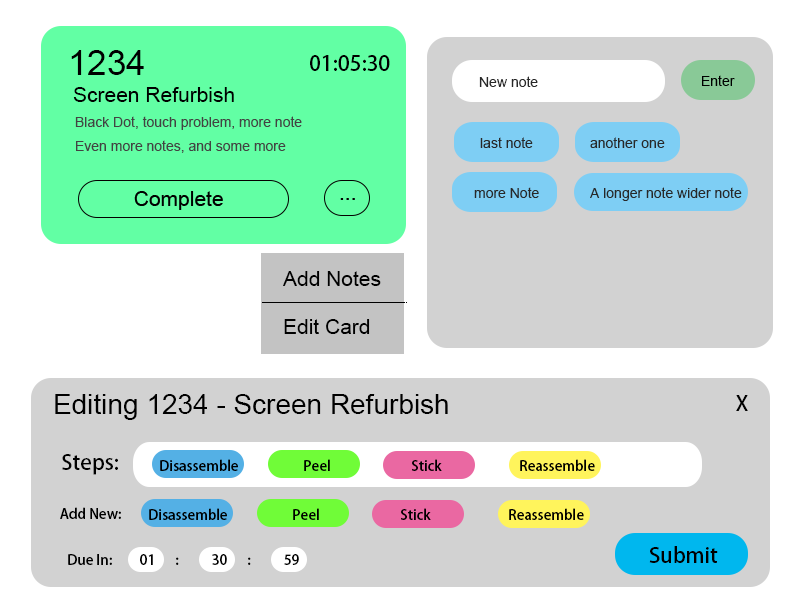 1234 01:05:30
Screen Refurbish
Black Dot, touch problem, more note
Even more notes, and some more
Complete ...
Add Notes
Edit Card
New note Enter
last note another one
more Note A longer note wider note
Editing 1234 - Screen Refurbish X
Steps: Disassemble Peel Stick Reassemble
Add New: Disassemble Peel Stick Reassemble
Due In: 01 : 30 : 59
Submit